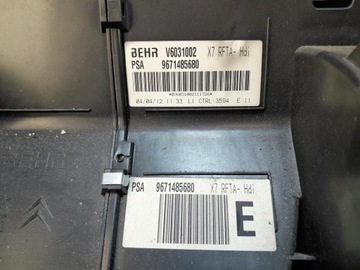 BEHR V6031002 X7 RFTA- Hdi
PSA 9671485680
04/04/12 11 33 L1 CTRL:3594 E 11
BEHR
PSA 9671485680 X7 RFTA- Hdi
E